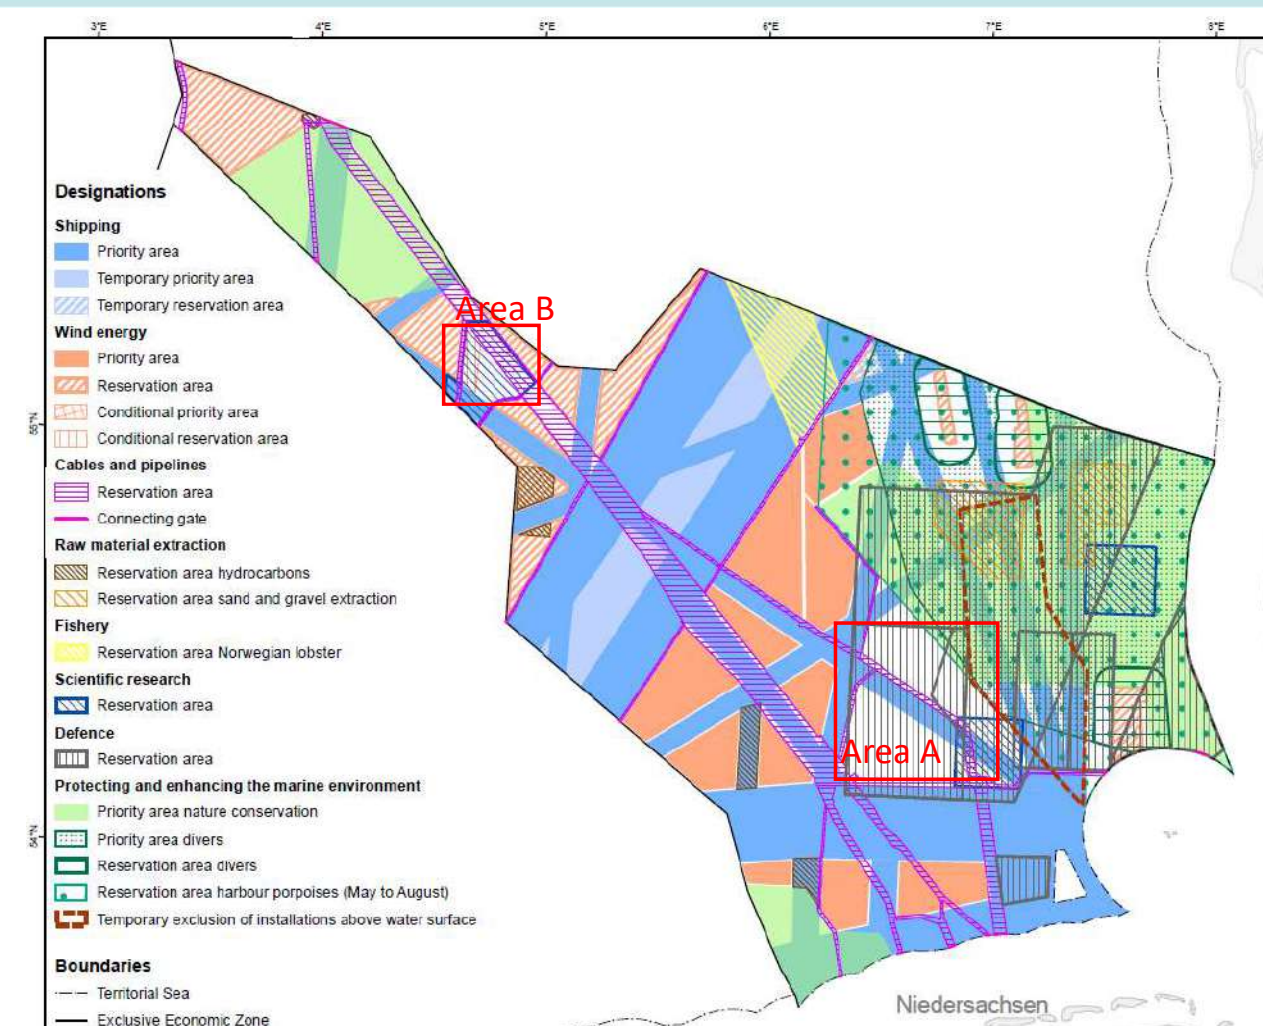 3°E 4°E 5°E 6°E 7°E 8°E
Designations
Shipping
Priority area
Temporary priority area
Temporary reservation area
Wind energy
Priority area
Reservation area
Conditional priority area
Conditional reservation area
Cables and pipelines
Reservation area
Connecting gate
Raw material extraction
Reservation area hydrocarbons
Reservation area sand and gravel extraction
Fishery
Reservation area Norwegian lobster
Scientific research
Reservation area
Defence
Reservation area
Protecting and enhancing the marine environment
Priority area nature conservation
Priority area divers
Reservation area divers
Reservation area harbour porpoises (May to August)
Temporary exclusion of installations above water surface
Boundaries
Territorial Sea
Exclusive Economic Zone
55°N
54°N
Area B
Area A
Niedersachsen